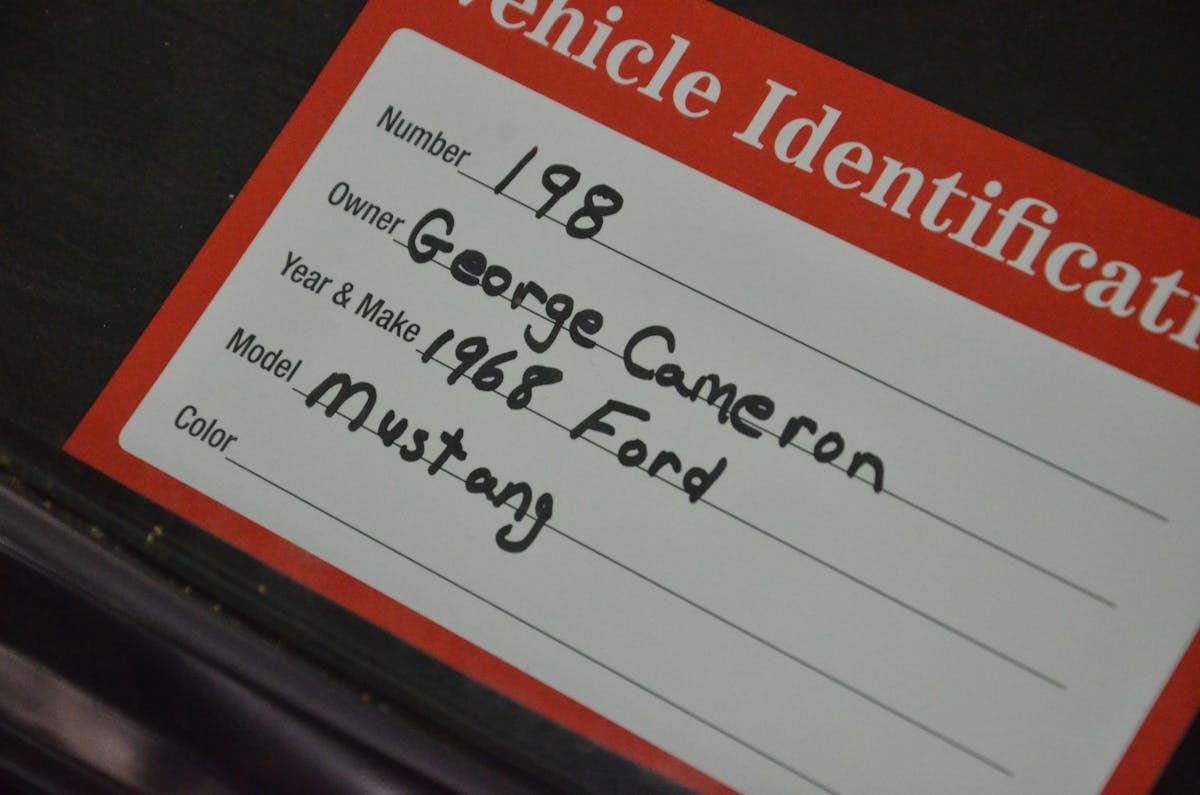 Vehicle Identificati
Number 198
Owner George Cameron
Year & Make 1968 Ford
Model Mustang
Color